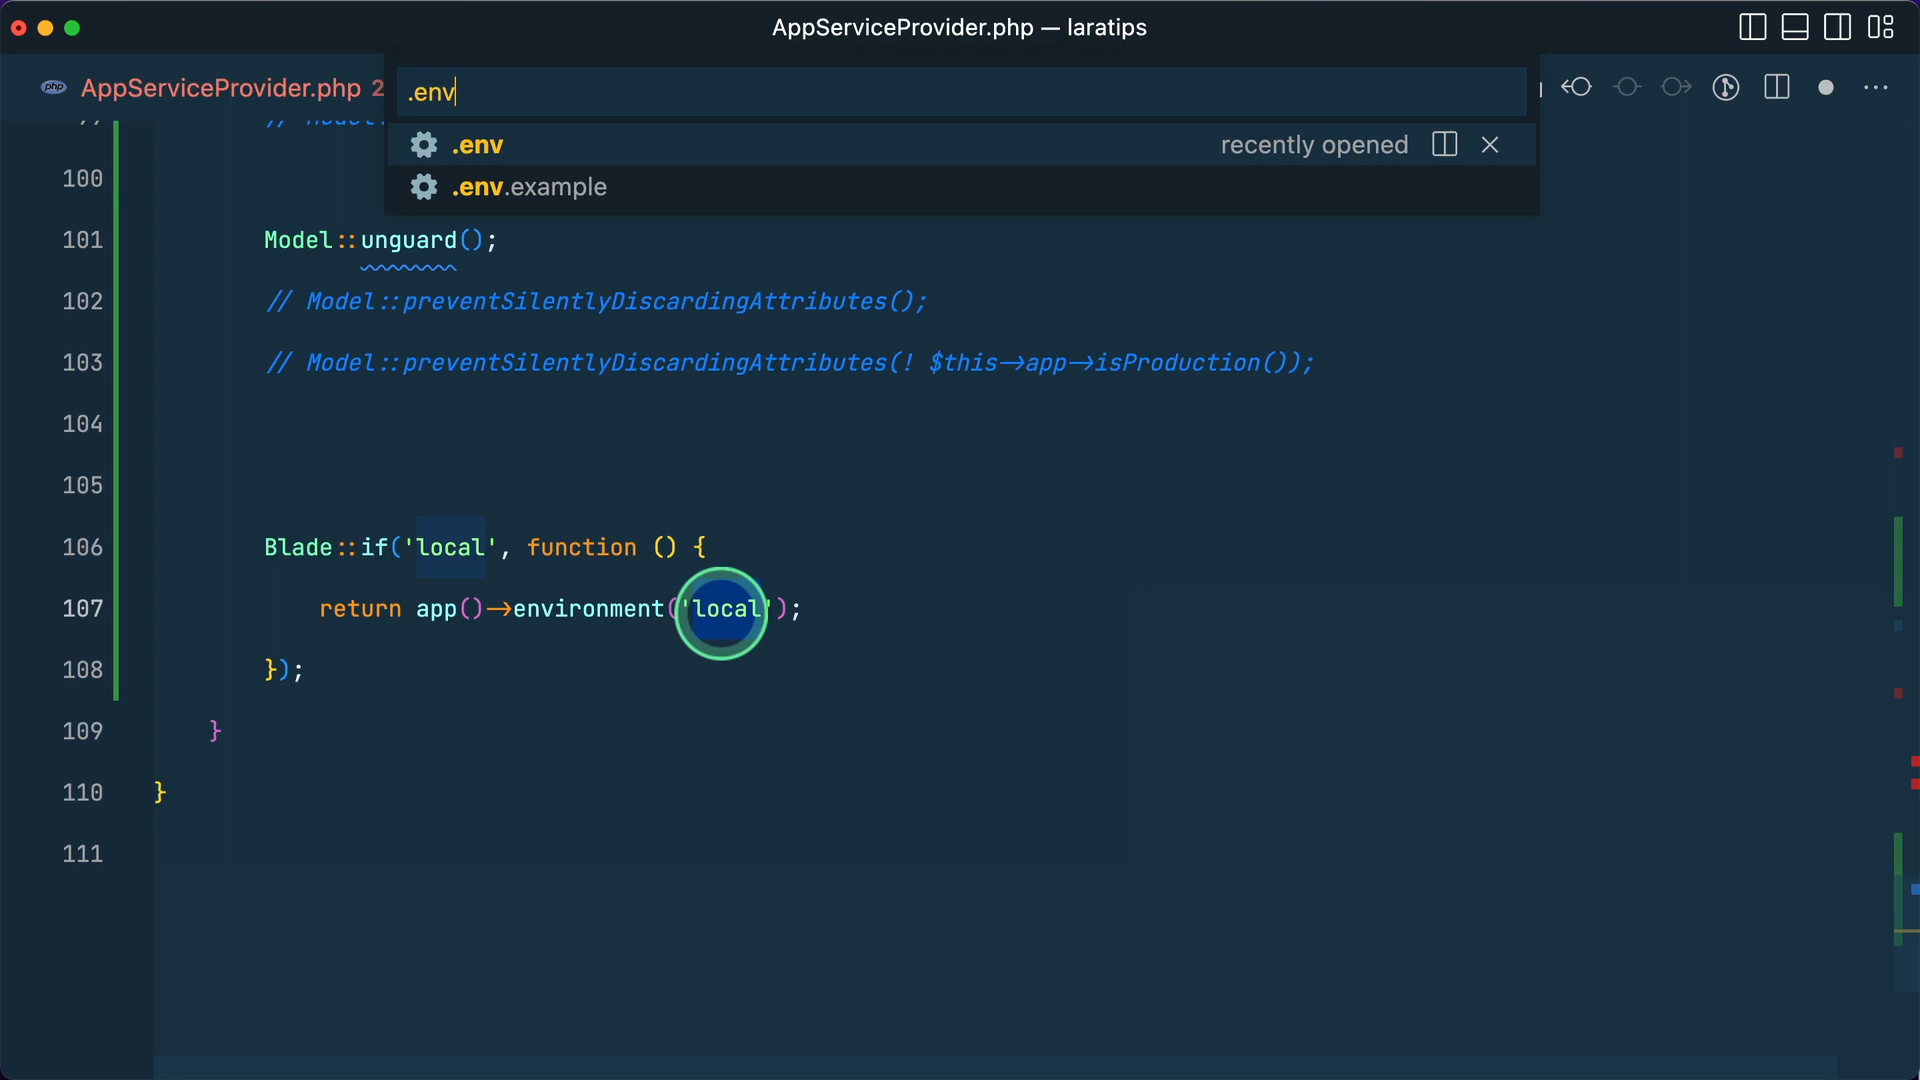 AppServiceProvider.php — laratips
php AppServiceProvider.php 2
.env
.env recently opened
.env.example
100
101 Model::unguard();
102 // Model::preventSilentlyDiscardingAttributes();
103 // Model::preventSilentlyDiscardingAttributes(! $this->app->isProduction());
104
105
106 Blade::if('local', function () {
107 return app()->environment('local');
108 });
109 }
110 }
111